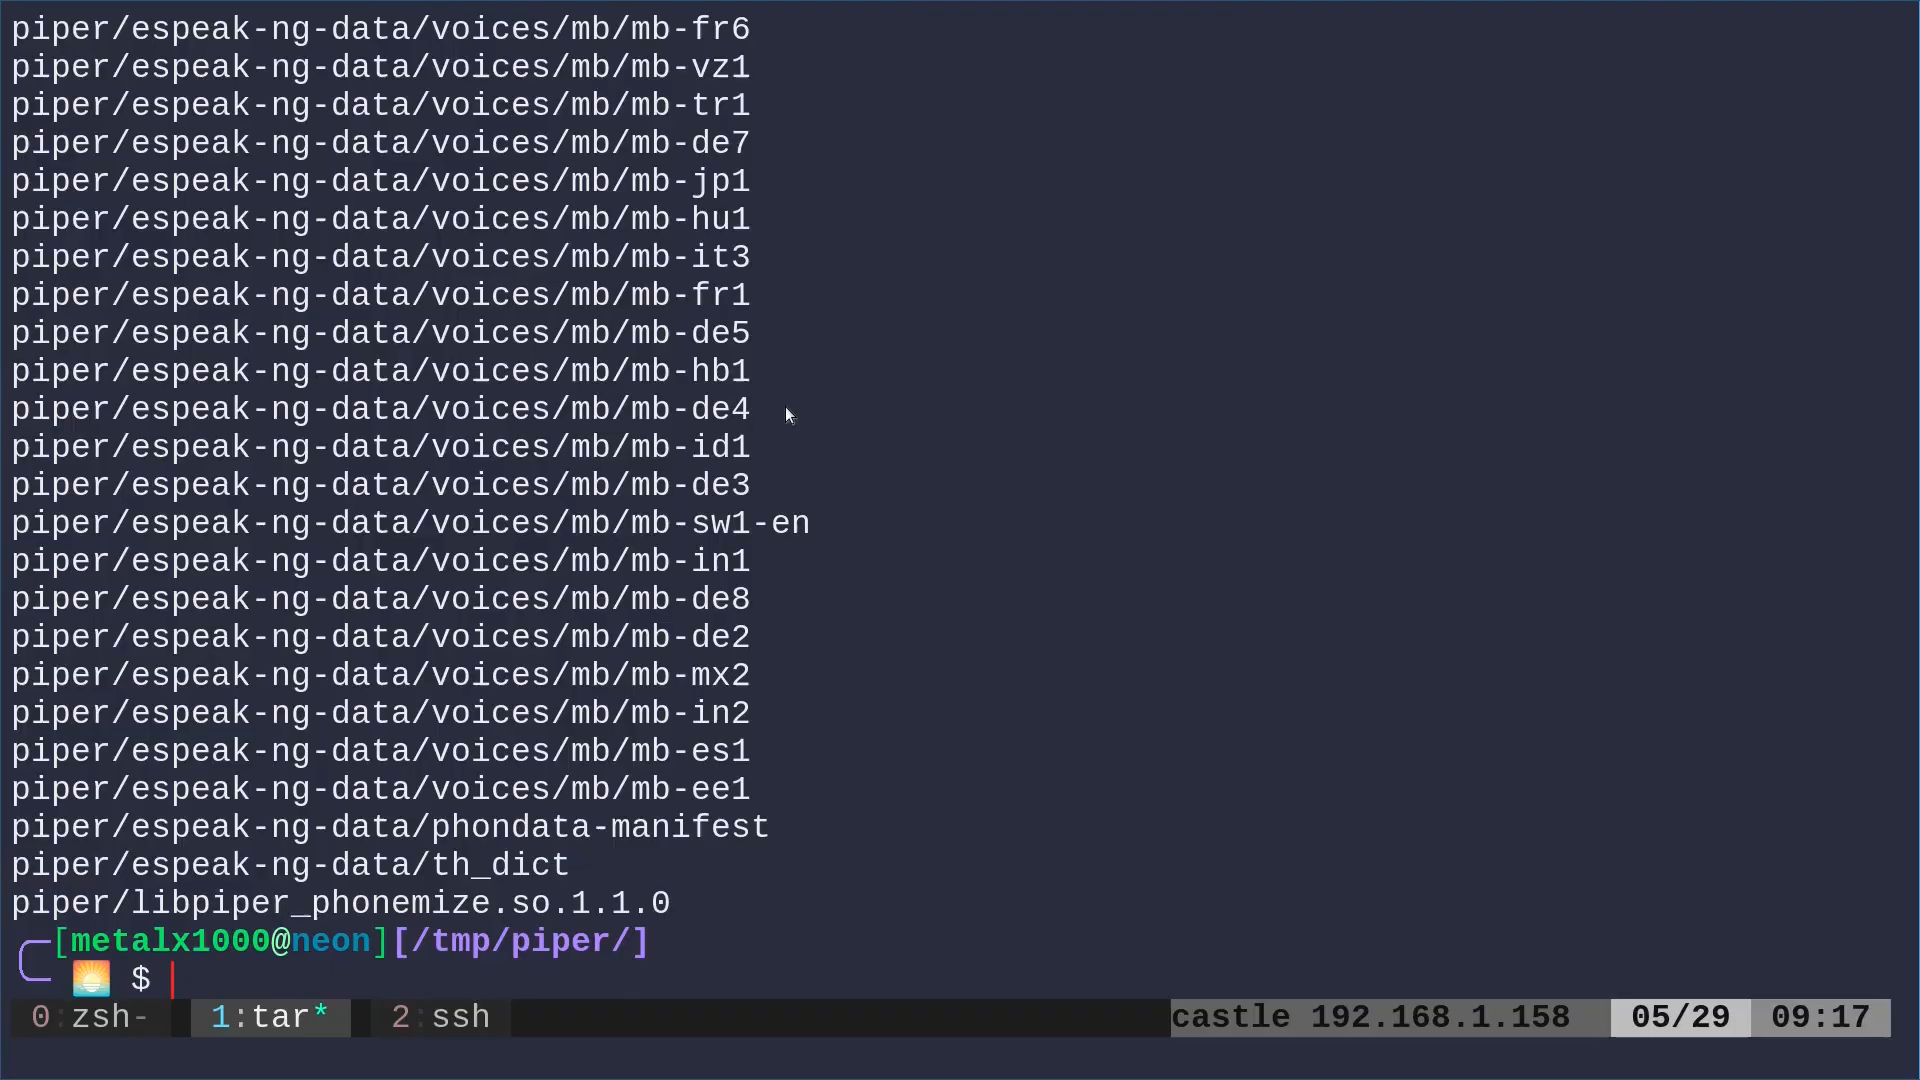 piper/espeak-ng-data/voices/mb/mb-fr6
piper/espeak-ng-data/voices/mb/mb-vz1
piper/espeak-ng-data/voices/mb/mb-tr1
piper/espeak-ng-data/voices/mb/mb-de7
piper/espeak-ng-data/voices/mb/mb-jp1
piper/espeak-ng-data/voices/mb/mb-hu1
piper/espeak-ng-data/voices/mb/mb-it3
piper/espeak-ng-data/voices/mb/mb-fr1
piper/espeak-ng-data/voices/mb/mb-de5
piper/espeak-ng-data/voices/mb/mb-hb1
piper/espeak-ng-data/voices/mb/mb-de4
piper/espeak-ng-data/voices/mb/mb-id1
piper/espeak-ng-data/voices/mb/mb-de3
piper/espeak-ng-data/voices/mb/mb-sw1-en
piper/espeak-ng-data/voices/mb/mb-in1
piper/espeak-ng-data/voices/mb/mb-de8
piper/espeak-ng-data/voices/mb/mb-de2
piper/espeak-ng-data/voices/mb/mb-mx2
piper/espeak-ng-data/voices/mb/mb-in2
piper/espeak-ng-data/voices/mb/mb-es1
piper/espeak-ng-data/voices/mb/mb-ee1
piper/espeak-ng-data/phondata-manifest
piper/espeak-ng-data/th_dict
piper/libpiper_phonemize.so.1.1.0
[metalx1000@neon][/tmp/piper/]
🌅 $
0:zsh- 1:tar* 2:ssh castle 192.168.1.158 05/29 09:17